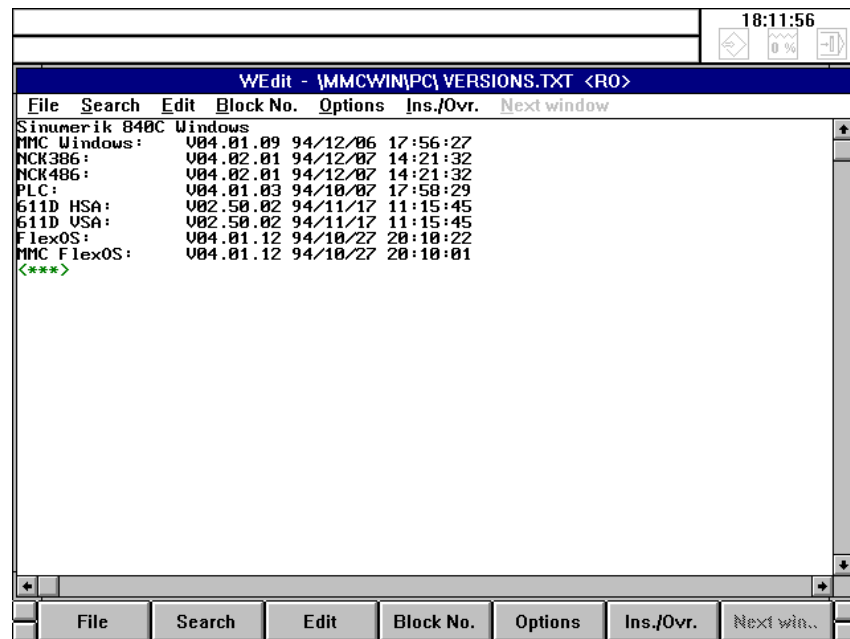 18:11:56
0 %
WEdit - \MMCWIN\PC\ VERSIONS.TXT <RO>
File Search Edit Block No. Options Ins./Ovr. Next window
Sinumerik 840C Windows
MMC Windows: V04.01.09 94/12/06 17:56:27
NCK386: V04.02.01 94/12/07 14:21:32
NCK486: V04.02.01 94/12/07 14:21:32
PLC: V04.01.03 94/10/07 17:58:29
611D HSA: V02.50.02 94/11/17 11:15:45
611D VSA: V02.50.02 94/11/17 11:15:45
FlexOS: V04.01.12 94/10/27 20:10:22
MMC FlexOS: V04.01.12 94/10/27 20:10:01
<***>
File Search Edit Block No. Options Ins./Ovr. Next win..